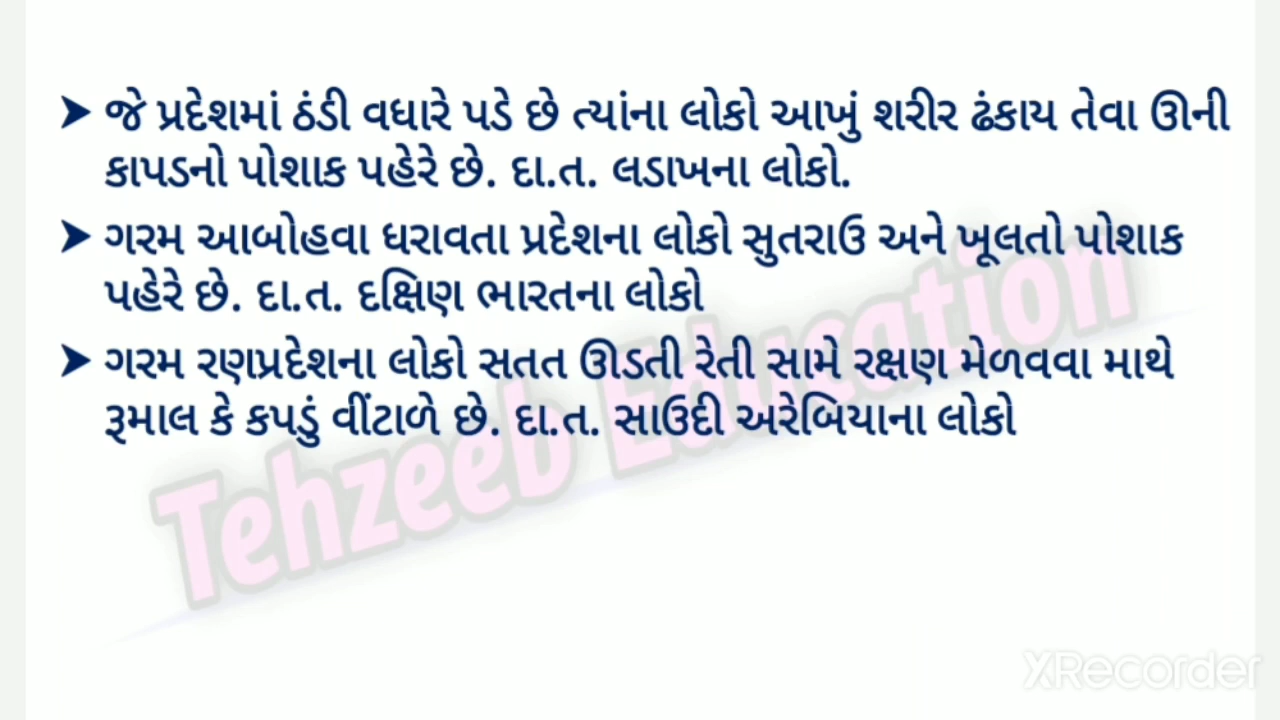 ➤ જે પ્રદેશમાં ઠંડી વધારે પડે છે ત્યાંના લોકો આખું શરીર ઢંકાય તેવા ઊની
કાપડનો પોશાક પહેરે છે. દા.ત. લડાખના લોકો.
➤ ગરમ આબોહવા ધરાવતા પ્રદેશના લોકો સુતરાઉ અને ખૂલતો પોશાક
પહેરે છે. દા.ત. દક્ષિણ ભારતના લોકો
➤ ગરમ રણપ્રદેશના લોકો સતત ઊડતી રેતી સામે રક્ષણ મેળવવા માથે
રૂમાલ કે કપડું વીંટાળે છે. દા.ત. સાઉદી અરેબિયાના લોકો
Tehzeeb Education
XRecorder